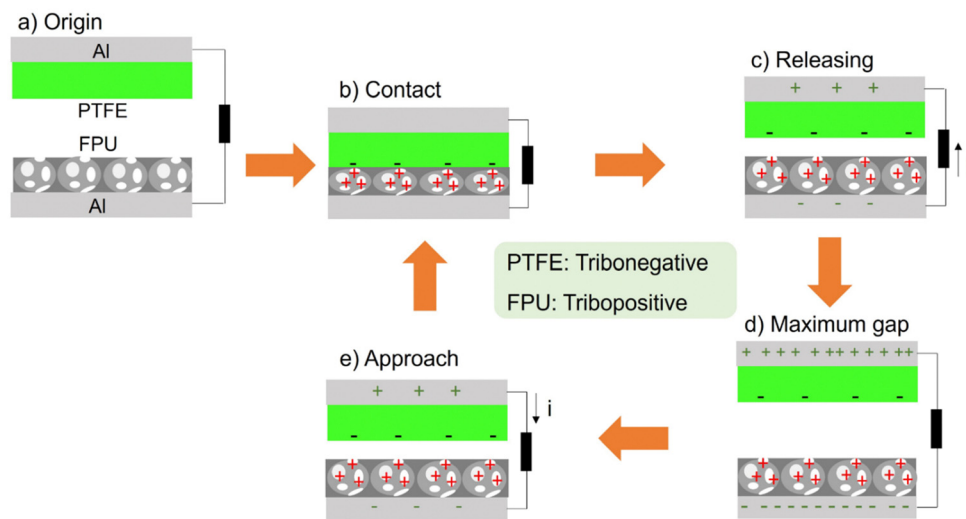 a) Origin
Al
PTFE
FPU
Al
b) Contact
c) Releasing
PTFE: Tribonegative
FPU: Tribopositive
d) Maximum gap
e) Approach
i